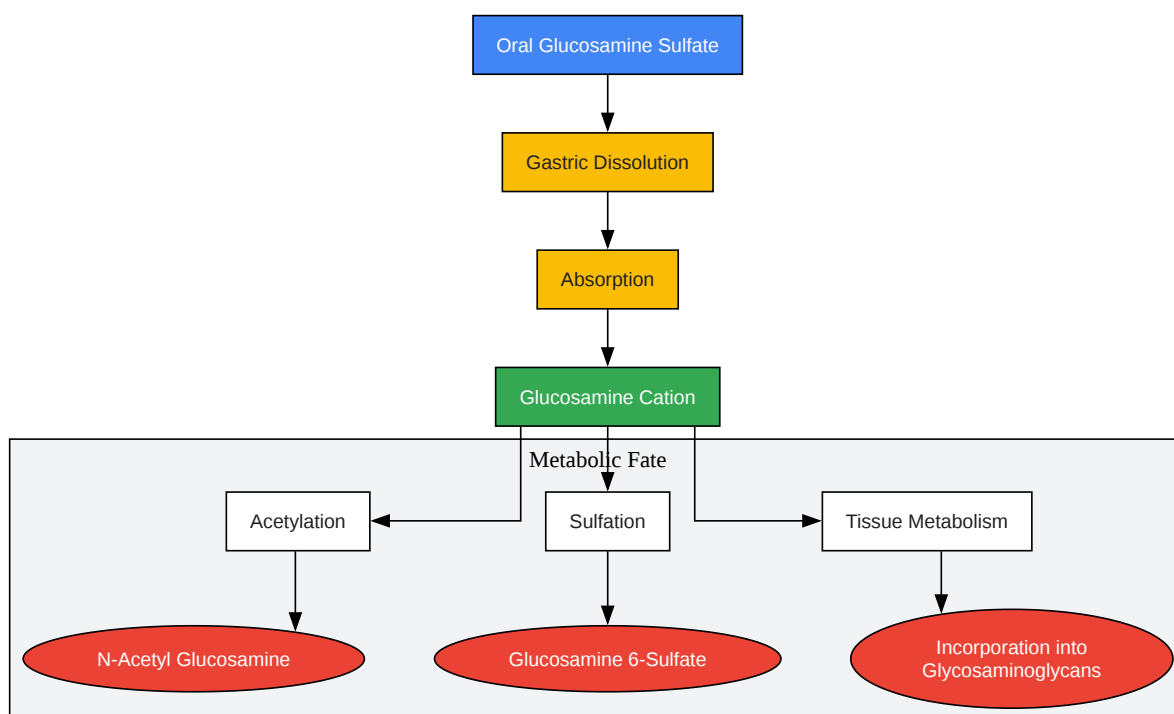 Oral Glucosamine Sulfate
Gastric Dissolution
Absorption
Glucosamine Cation
Metabolic Fate
Acetylation
Sulfation
Tissue Metabolism
N-Acetyl Glucosamine
Glucosamine 6-Sulfate
Incorporation into
Glycosaminoglycans